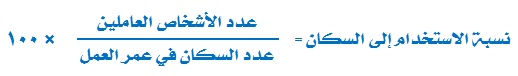 عدد الأشخاص العاملين
نسبة الاستخدام إلى السكان = × ١٠٠
عدد السكان في عمر العمل